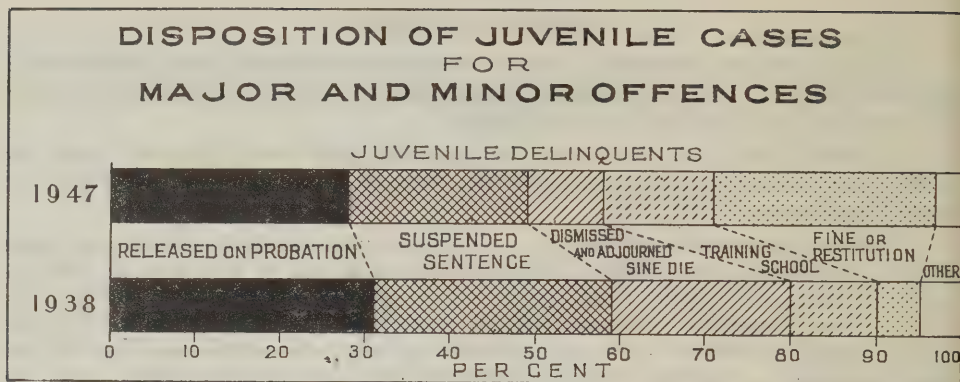 DISPOSITION OF JUVENILE CASES
FOR
MAJOR AND MINOR OFFENCES
JUVENILE DELINQUENTS
1947
RELEASED ON PROBATION
SUSPENDED
SENTENCE
DISMISSED
AND ADJOURNED
SINE DIE
TRAINING
SCHOOL
FINE OR
RESTITUTION
OTHER
1938
0 10 20 30 40 50 60 70 80 90 100
PER CENT